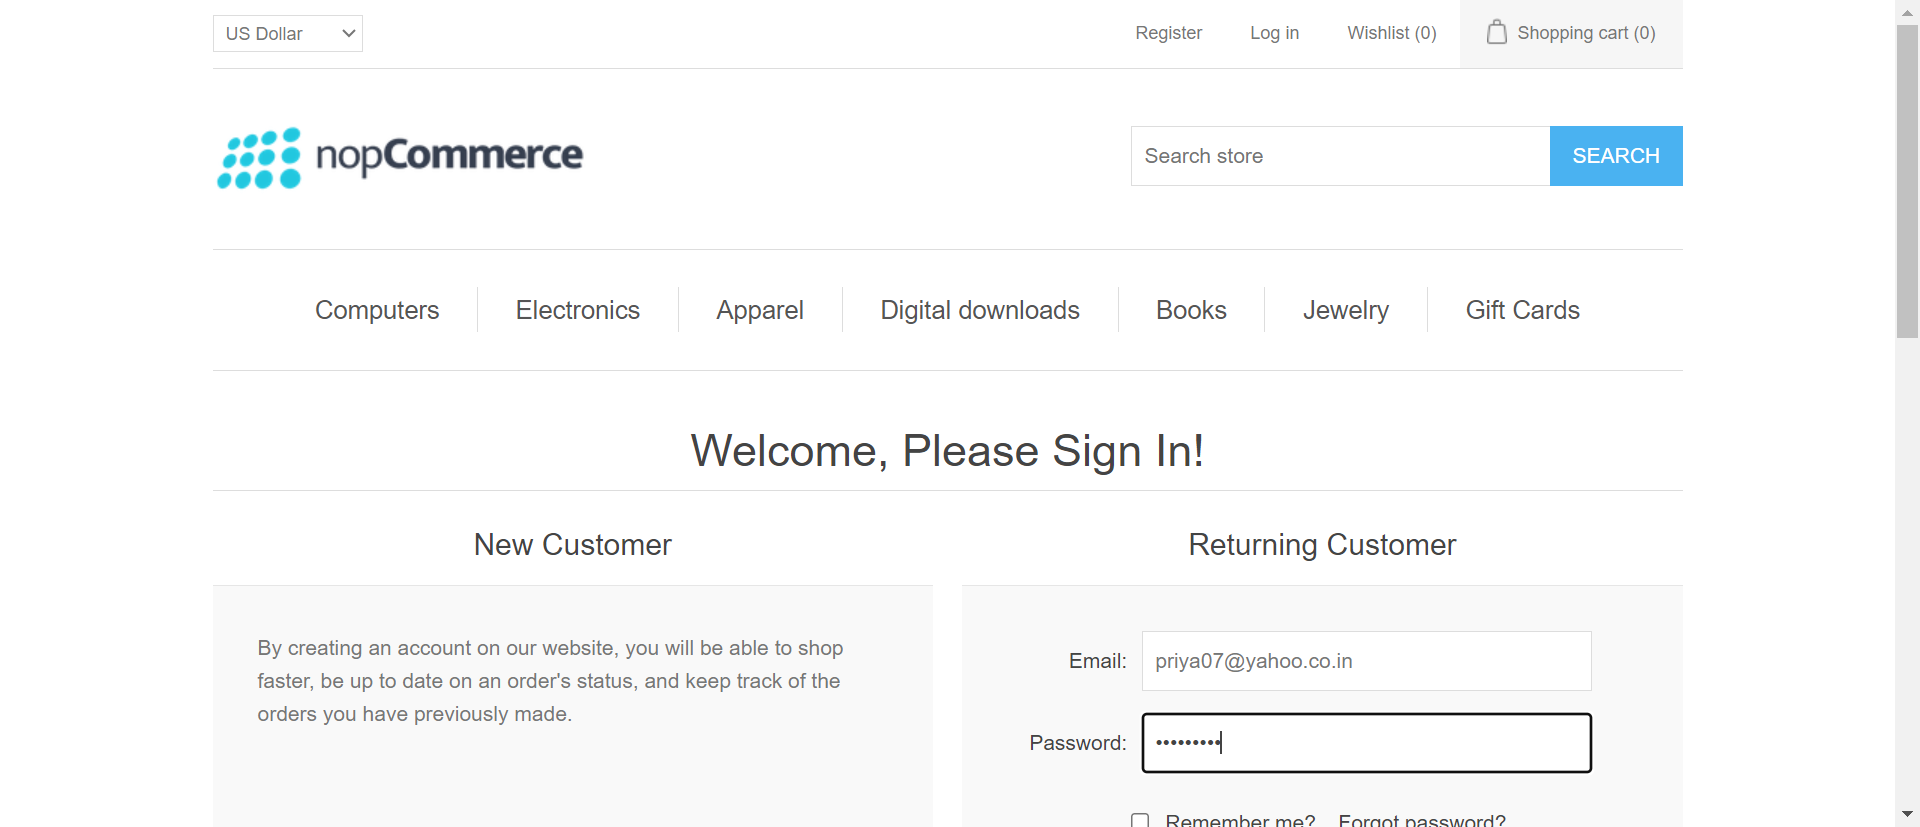 US Dollar
Register Log in Wishlist (0) Shopping cart (0)
nopCommerce
Search store SEARCH
Computers Electronics Apparel Digital downloads Books Jewelry Gift Cards
Welcome, Please Sign In!
New Customer
By creating an account on our website, you will be able to shop
faster, be up to date on an order's status, and keep track of the
orders you have previously made.
Returning Customer
Email: priya07@yahoo.co.in
Password: •••••••••
Remember me? Forgot password?